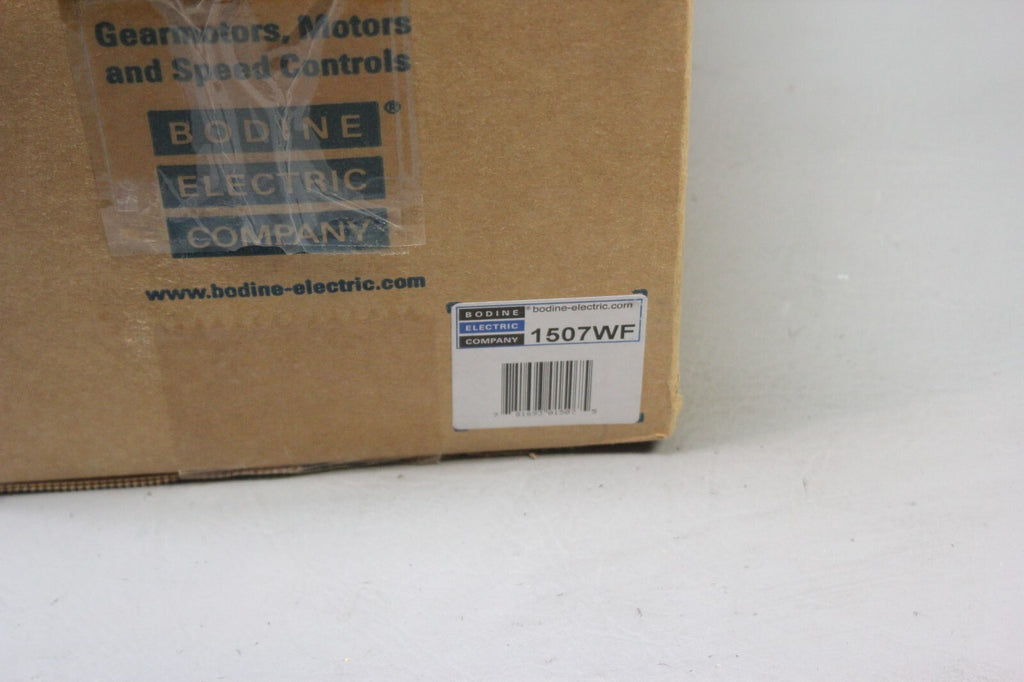 Gearmotors, Motors
and Speed Controls
BODINE®
ELECTRIC
COMPANY
www.bodine-electric.com
BODINE® bodine-electric.com
ELECTRIC
COMPANY
1507WF